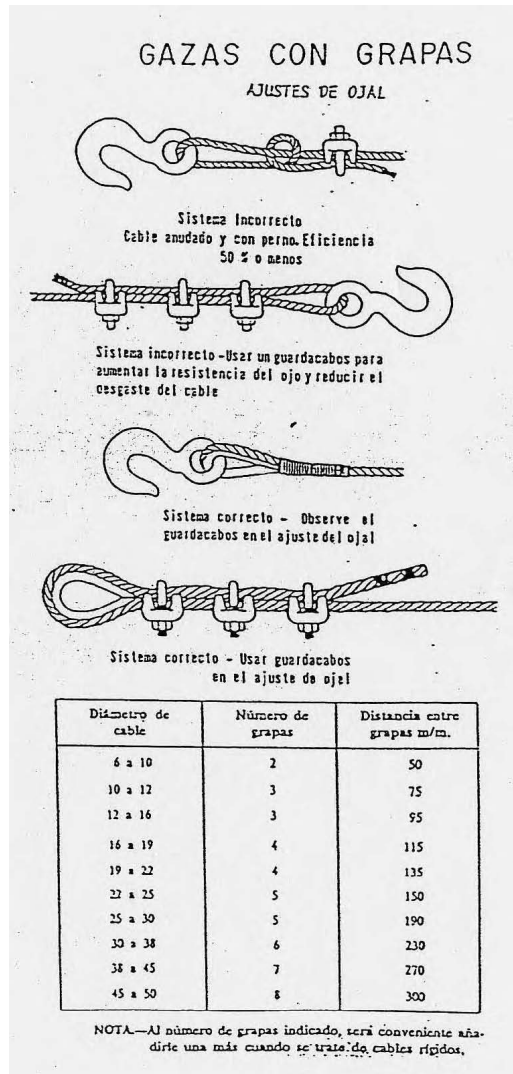 GAZAS CON GRAPAS
AJUSTES DE OJAL
Sistema Incorrecto
Cable anudado y con perno. Eficiencia
50 % o menos
Sistema incorrecto - Usar un guardacabos para
aumentar la resistencia del ojo y reducir el
desgaste del cable
Sistema correcto - Observe el
guardacabos en el ajuste del ojal
Sistema correcto - Usar guardacabos
en el ajuste de ojal
Diámetro de cable | Número de grapas | Distancia entre grapas m/m.
6 a 10 | 2 | 50
10 a 12 | 3 | 75
12 a 16 | 3 | 95
16 a 19 | 4 | 115
19 a 22 | 4 | 135
22 a 25 | 5 | 150
25 a 30 | 5 | 190
30 a 38 | 6 | 230
38 a 45 | 7 | 270
45 a 50 | 8 | 300
NOTA.—Al número de grapas indicado, será conveniente aña-
dirle una más cuando se trate de cables rígidos.